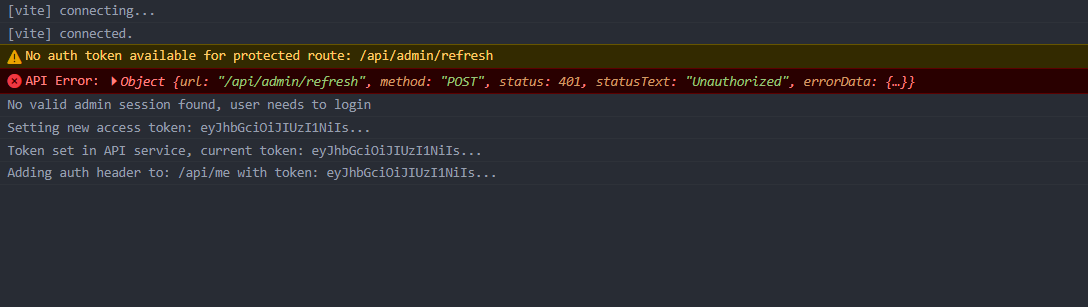 [vite] connecting...
[vite] connected.
No auth token available for protected route: /api/admin/refresh
API Error: Object {url: "/api/admin/refresh", method: "POST", status: 401, statusText: "Unauthorized", errorData: {…}}
No valid admin session found, user needs to login
Setting new access token: eyJhbGciOiJIUzI1NiIs...
Token set in API service, current token: eyJhbGciOiJIUzI1NiIs...
Adding auth header to: /api/me with token: eyJhbGciOiJIUzI1NiIs...